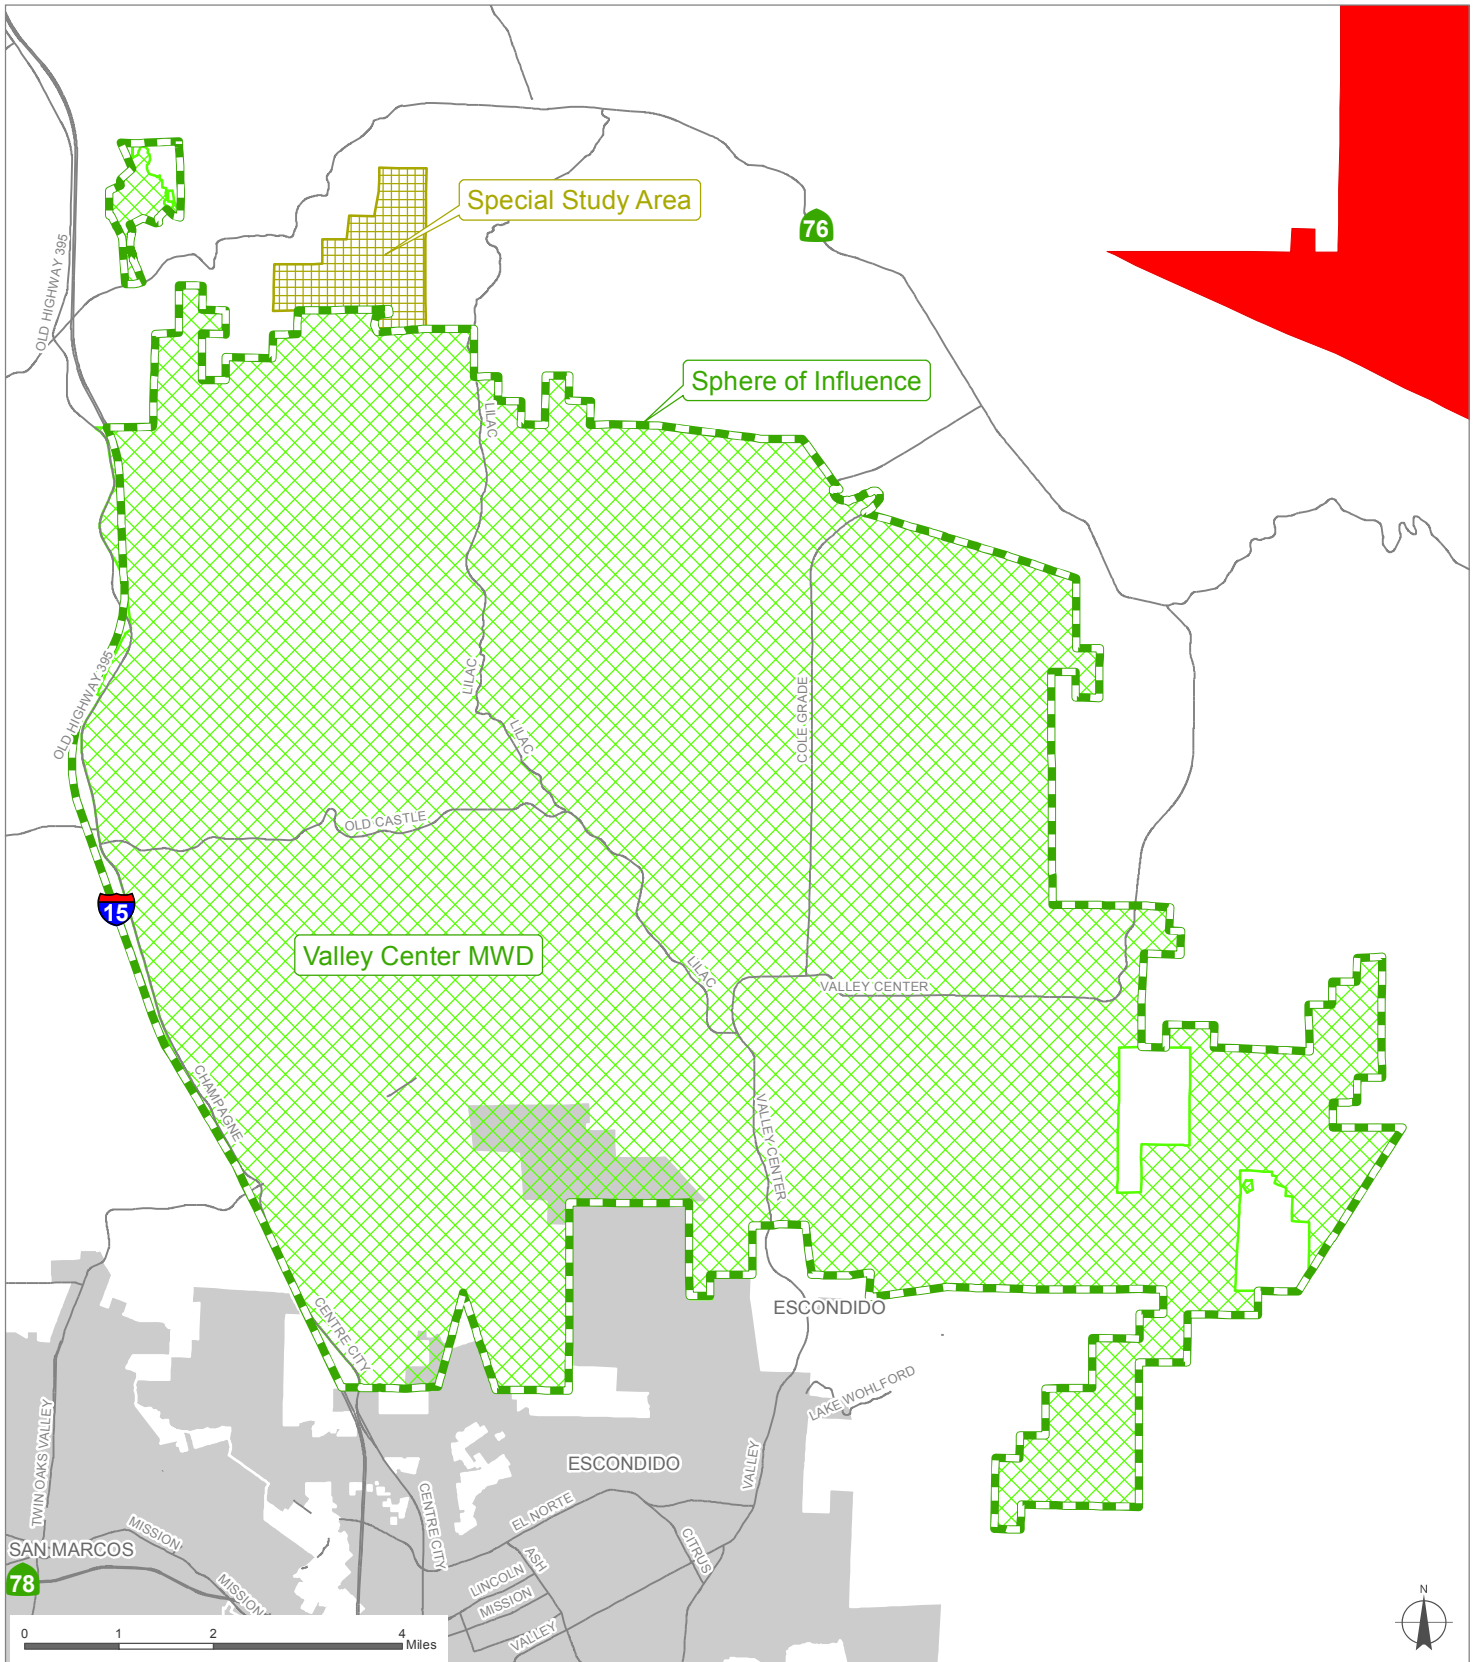 Special Study Area
76
OLD HIGHWAY 395
Sphere of Influence
LILAC
OLD HIGHWAY 395
LILAC
LILAC
COLE GRADE
OLD CASTLE
15
Valley Center MWD
LILAC
VALLEY CENTER
CHAMPAGNE
VALLEY CENTER
ESCONDIDO
CENTRE CITY
LAKE WOHLFORD
TWIN OAKS VALLEY
ESCONDIDO
VALLEY
CENTRE CITY
EL NORTE
MISSION
SAN MARCOS
CITRUS
ASH
78
LINCOLN
MISSION
MISSION
VALLEY
N
0 1 2 4
Miles